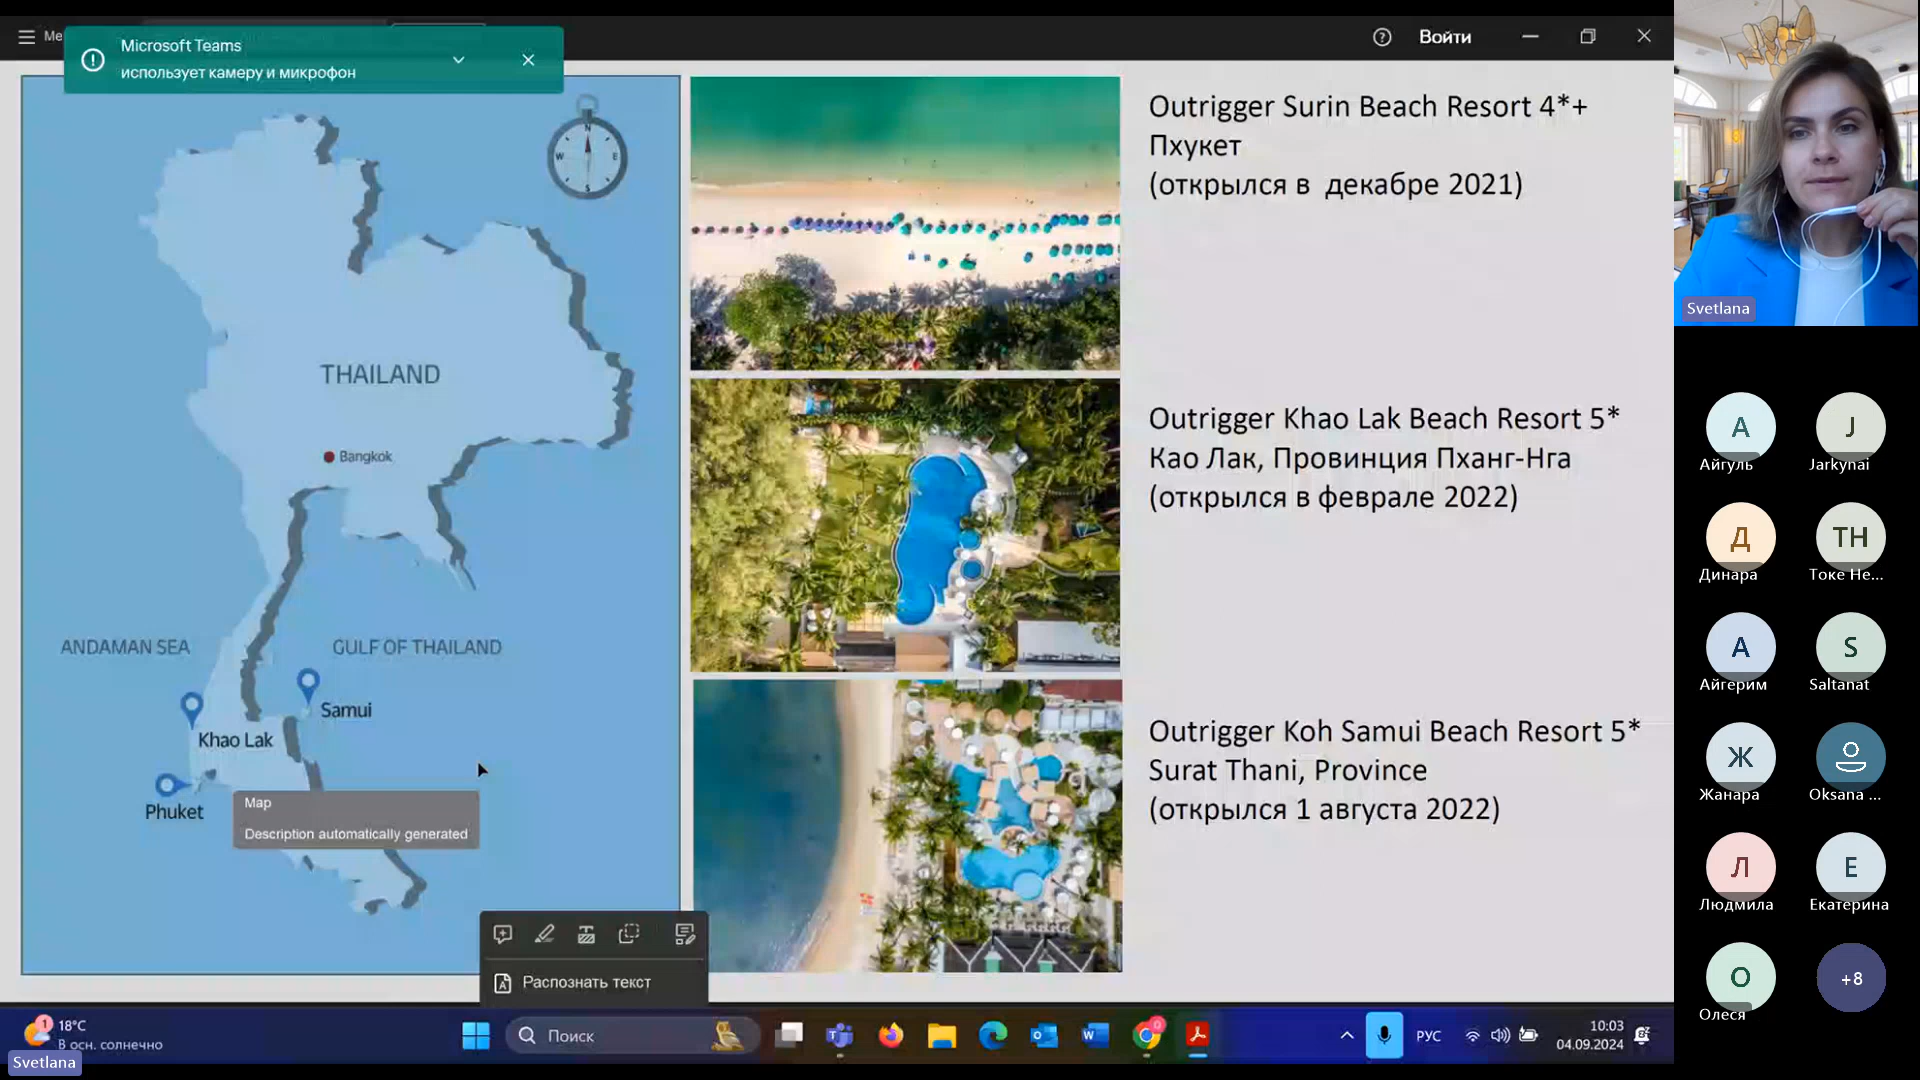 Ме
Microsoft Teams
использует камеру и микрофон
Войти
N
W
E
S
THAILAND
Bangkok
ANDAMAN SEA
GULF OF THAILAND
Samui
Khao Lak
Phuket
Map
Description automatically generated
Распознать текст
Outrigger Surin Beach Resort 4*+
Пхукет
(открылся в декабре 2021)
Outrigger Khao Lak Beach Resort 5*
Као Лак, Провинция Пханг-Нга
(открылся в феврале 2022)
Outrigger Koh Samui Beach Resort 5*
Surat Thani, Province
(открылся 1 августа 2022)
Svetlana
А
Айгуль
J
Jarkynai
Д
Динара
ТН
Токе Не...
А
Айгерим
S
Saltanat
Ж
Жанара
Oksana ...
Л
Людмила
Е
Екатерина
О
Олеся
+8
1
18°C
В осн. солнечно
Svetlana
Поиск
РУС
10:03
04.09.2024